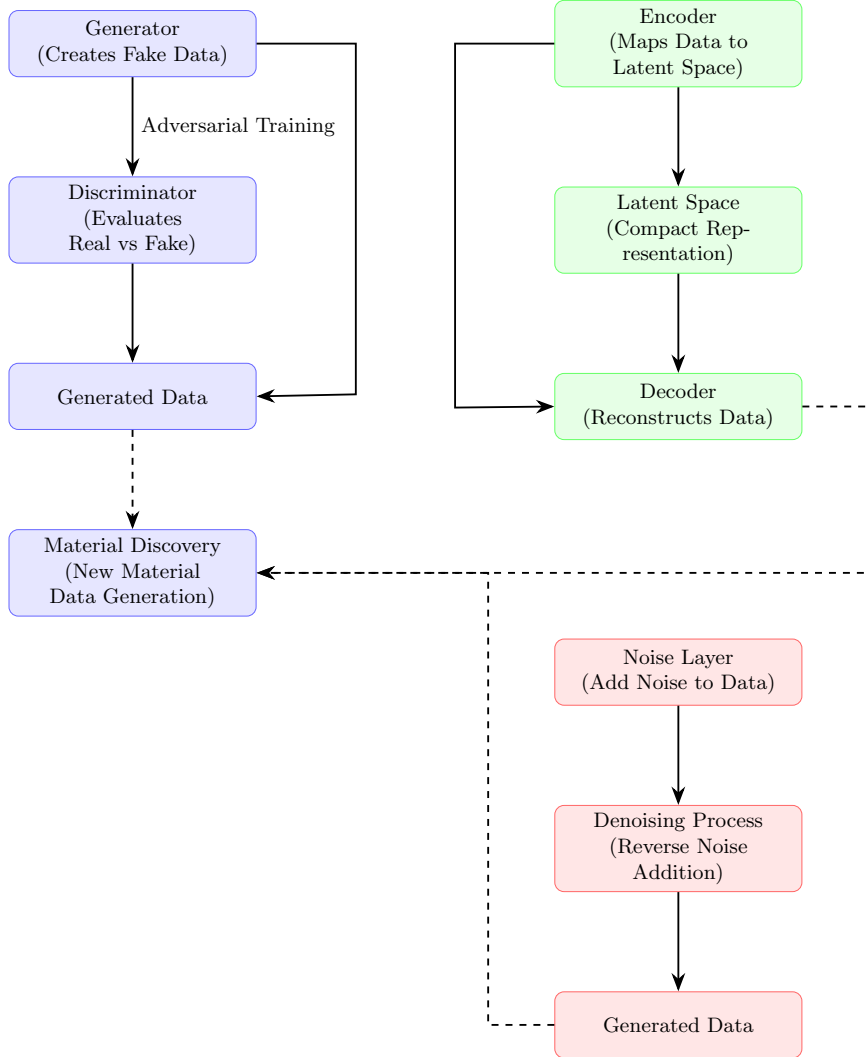 Generator
(Creates Fake Data)
Adversarial Training
Discriminator
(Evaluates
Real vs Fake)
Generated Data
Material Discovery
(New Material
Data Generation)
Encoder
(Maps Data to
Latent Space)
Latent Space
(Compact Rep-
resentation)
Decoder
(Reconstructs Data)
Noise Layer
(Add Noise to Data)
Denoising Process
(Reverse Noise
Addition)
Generated Data